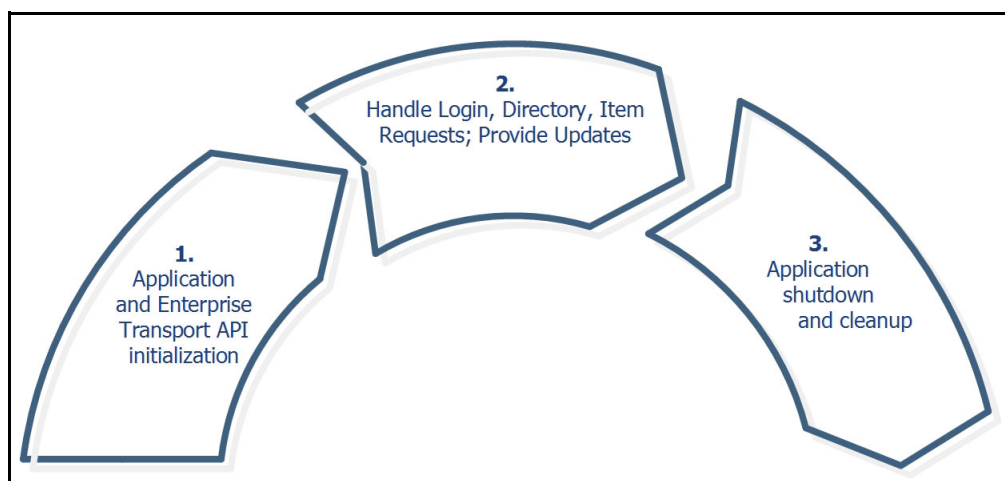 1.
Application
and Enterprise
Transport API
initialization
2.
Handle Login, Directory, Item
Requests; Provide Updates
3.
Application
shutdown
and cleanup